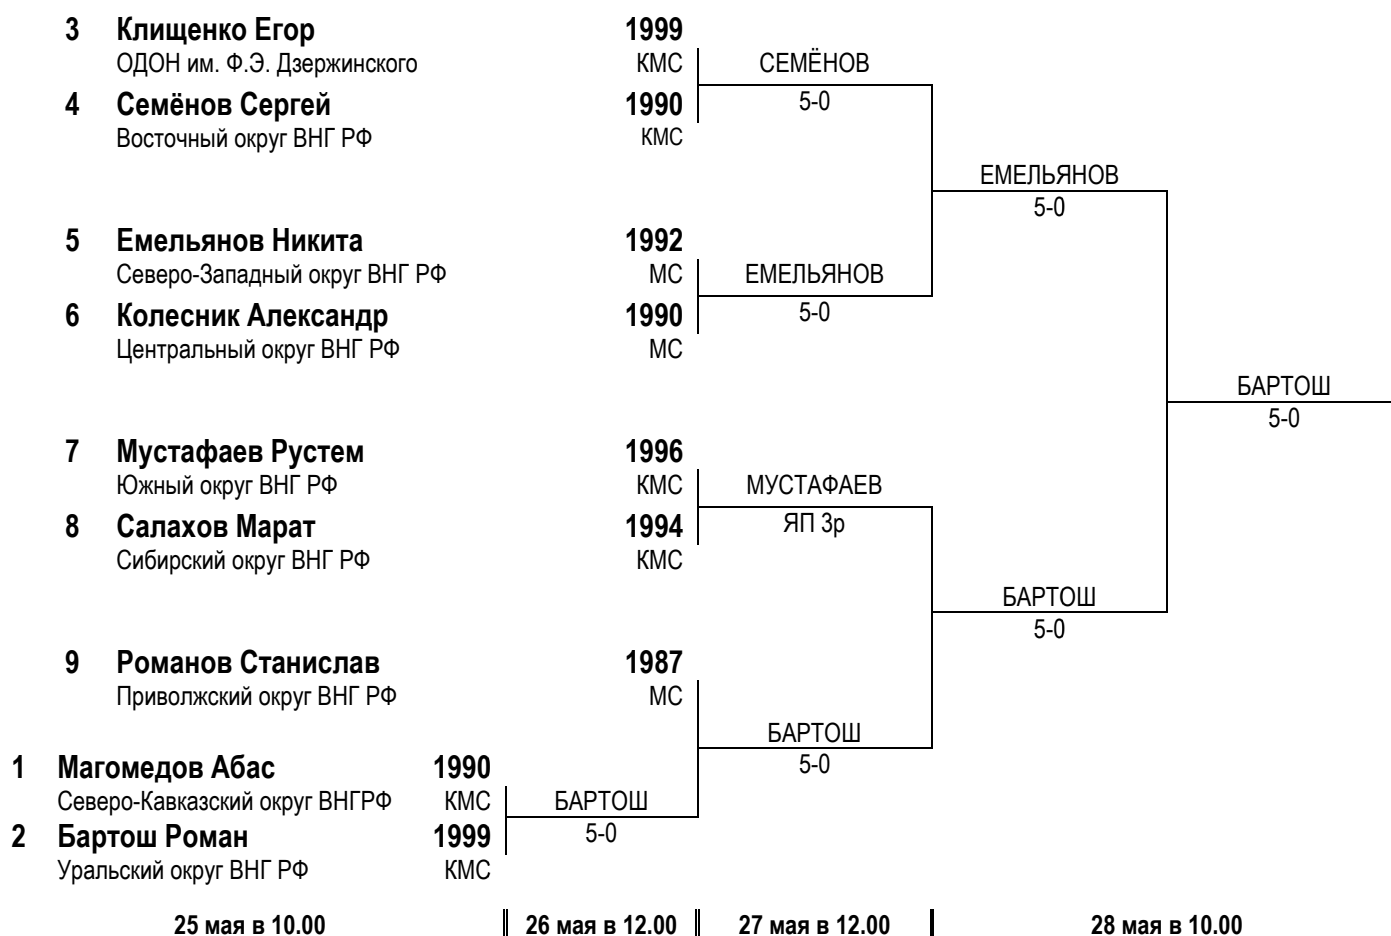 3 Клищенко Егор 1999
ОДОН им. Ф.Э. Дзержинского КМС СЕМЁНОВ
4 Семёнов Сергей 1990 5-0
Восточный округ ВНГ РФ КМС
ЕМЕЛЬЯНОВ
5-0
5 Емельянов Никита 1992
Северо-Западный округ ВНГ РФ МС ЕМЕЛЬЯНОВ
6 Колесник Александр 1990 5-0
Центральный округ ВНГ РФ МС
БАРТОШ
5-0
7 Мустафаев Рустем 1996
Южный округ ВНГ РФ КМС МУСТАФАЕВ
8 Салахов Марат 1994 ЯП 3р
Сибирский округ ВНГ РФ КМС
БАРТОШ
5-0
9 Романов Станислав 1987
Приволжский округ ВНГ РФ МС
БАРТОШ
1 Магомедов Абас 1990 5-0
Северо-Кавказский округ ВНГРФ КМС БАРТОШ
2 Бартош Роман 1999 5-0
Уральский округ ВНГ РФ КМС
25 мая в 10.00 26 мая в 12.00 27 мая в 12.00 28 мая в 10.00